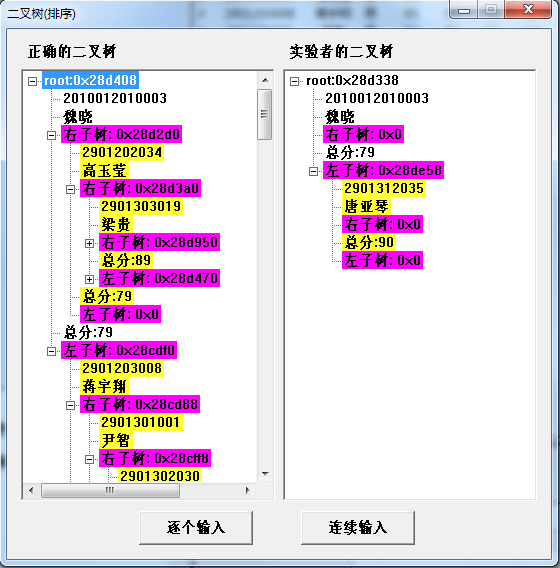 二叉树(排序)
正确的二叉树
root:0x28d408
2010012010003
魏晓
右子树: 0x28d2d0
2901202034
高玉莹
右子树: 0x28d3a0
2901303019
梁贵
右子树: 0x28d950
总分:89
左子树: 0x28d470
总分:79
左子树: 0x0
总分:79
左子树: 0x28cdf0
2901203008
蒋宇翔
右子树: 0x28cd88
2901301001
尹智
右子树: 0x28cff8
2901302030
实验者的二叉树
root:0x28d338
2010012010003
魏晓
右子树: 0x0
总分:79
左子树: 0x28de58
2901312035
唐亚琴
右子树: 0x0
总分:90
左子树: 0x0
逐个输入
连续输入